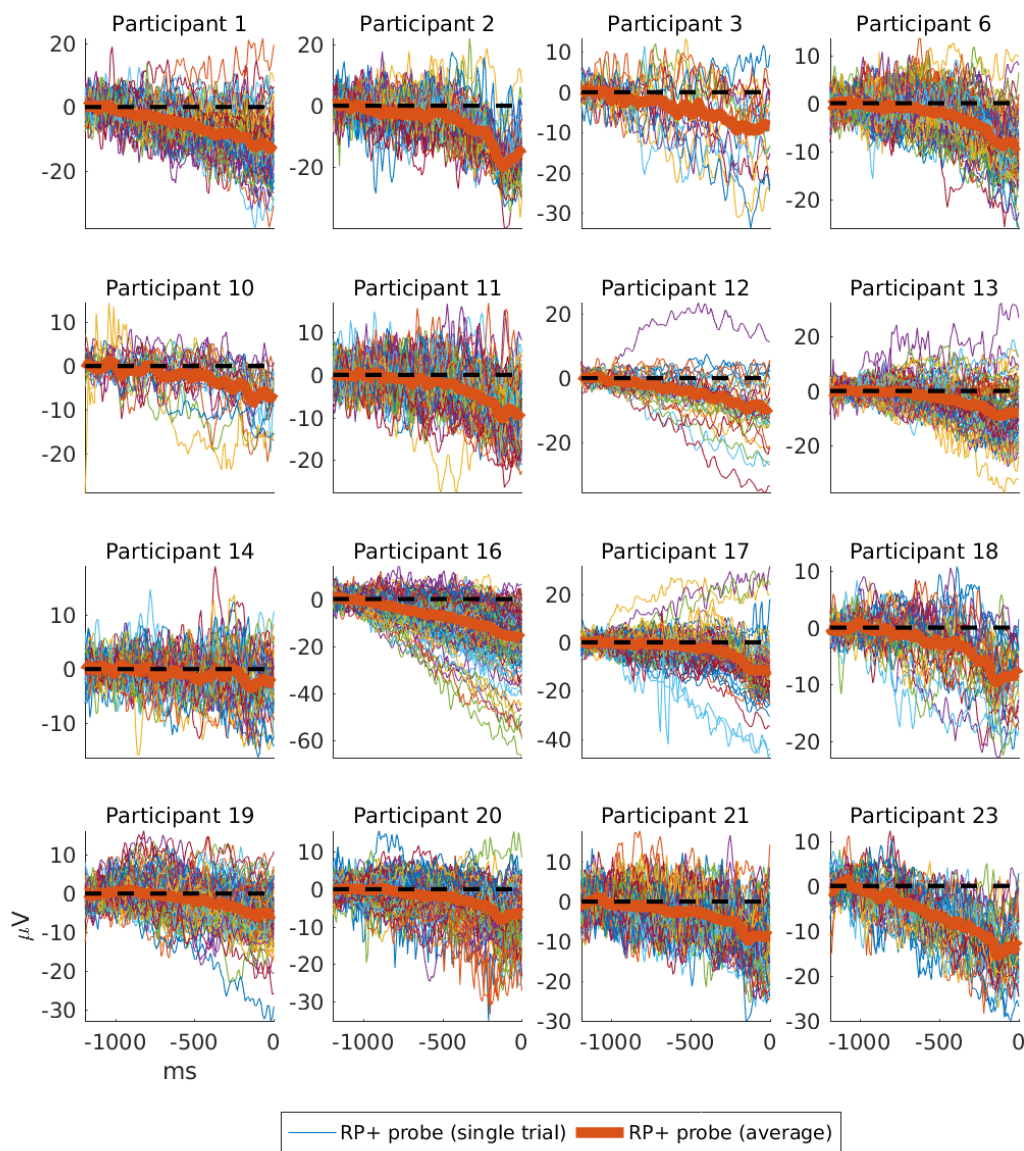 Participant 1
Participant 2
Participant 3
Participant 6
20
0
-20
20
0
-20
10
0
-10
-20
-30
10
0
-10
-20
Participant 10
Participant 11
Participant 12
Participant 13
10
0
-10
-20
10
0
-10
-20
20
0
-20
20
0
-20
Participant 14
Participant 16
Participant 17
Participant 18
10
0
-10
0
-20
-40
-60
20
0
-20
-40
10
0
-10
-20
Participant 19
Participant 20
Participant 21
Participant 23
10
0
-10
-20
-30
10
0
-10
-20
-30
10
0
-10
-20
-30
10
0
-10
-20
-30
μV
-1000 -500 0
-1000 -500 0
-1000 -500 0
-1000 -500 0
ms
RP+ probe (single trial) RP+ probe (average)